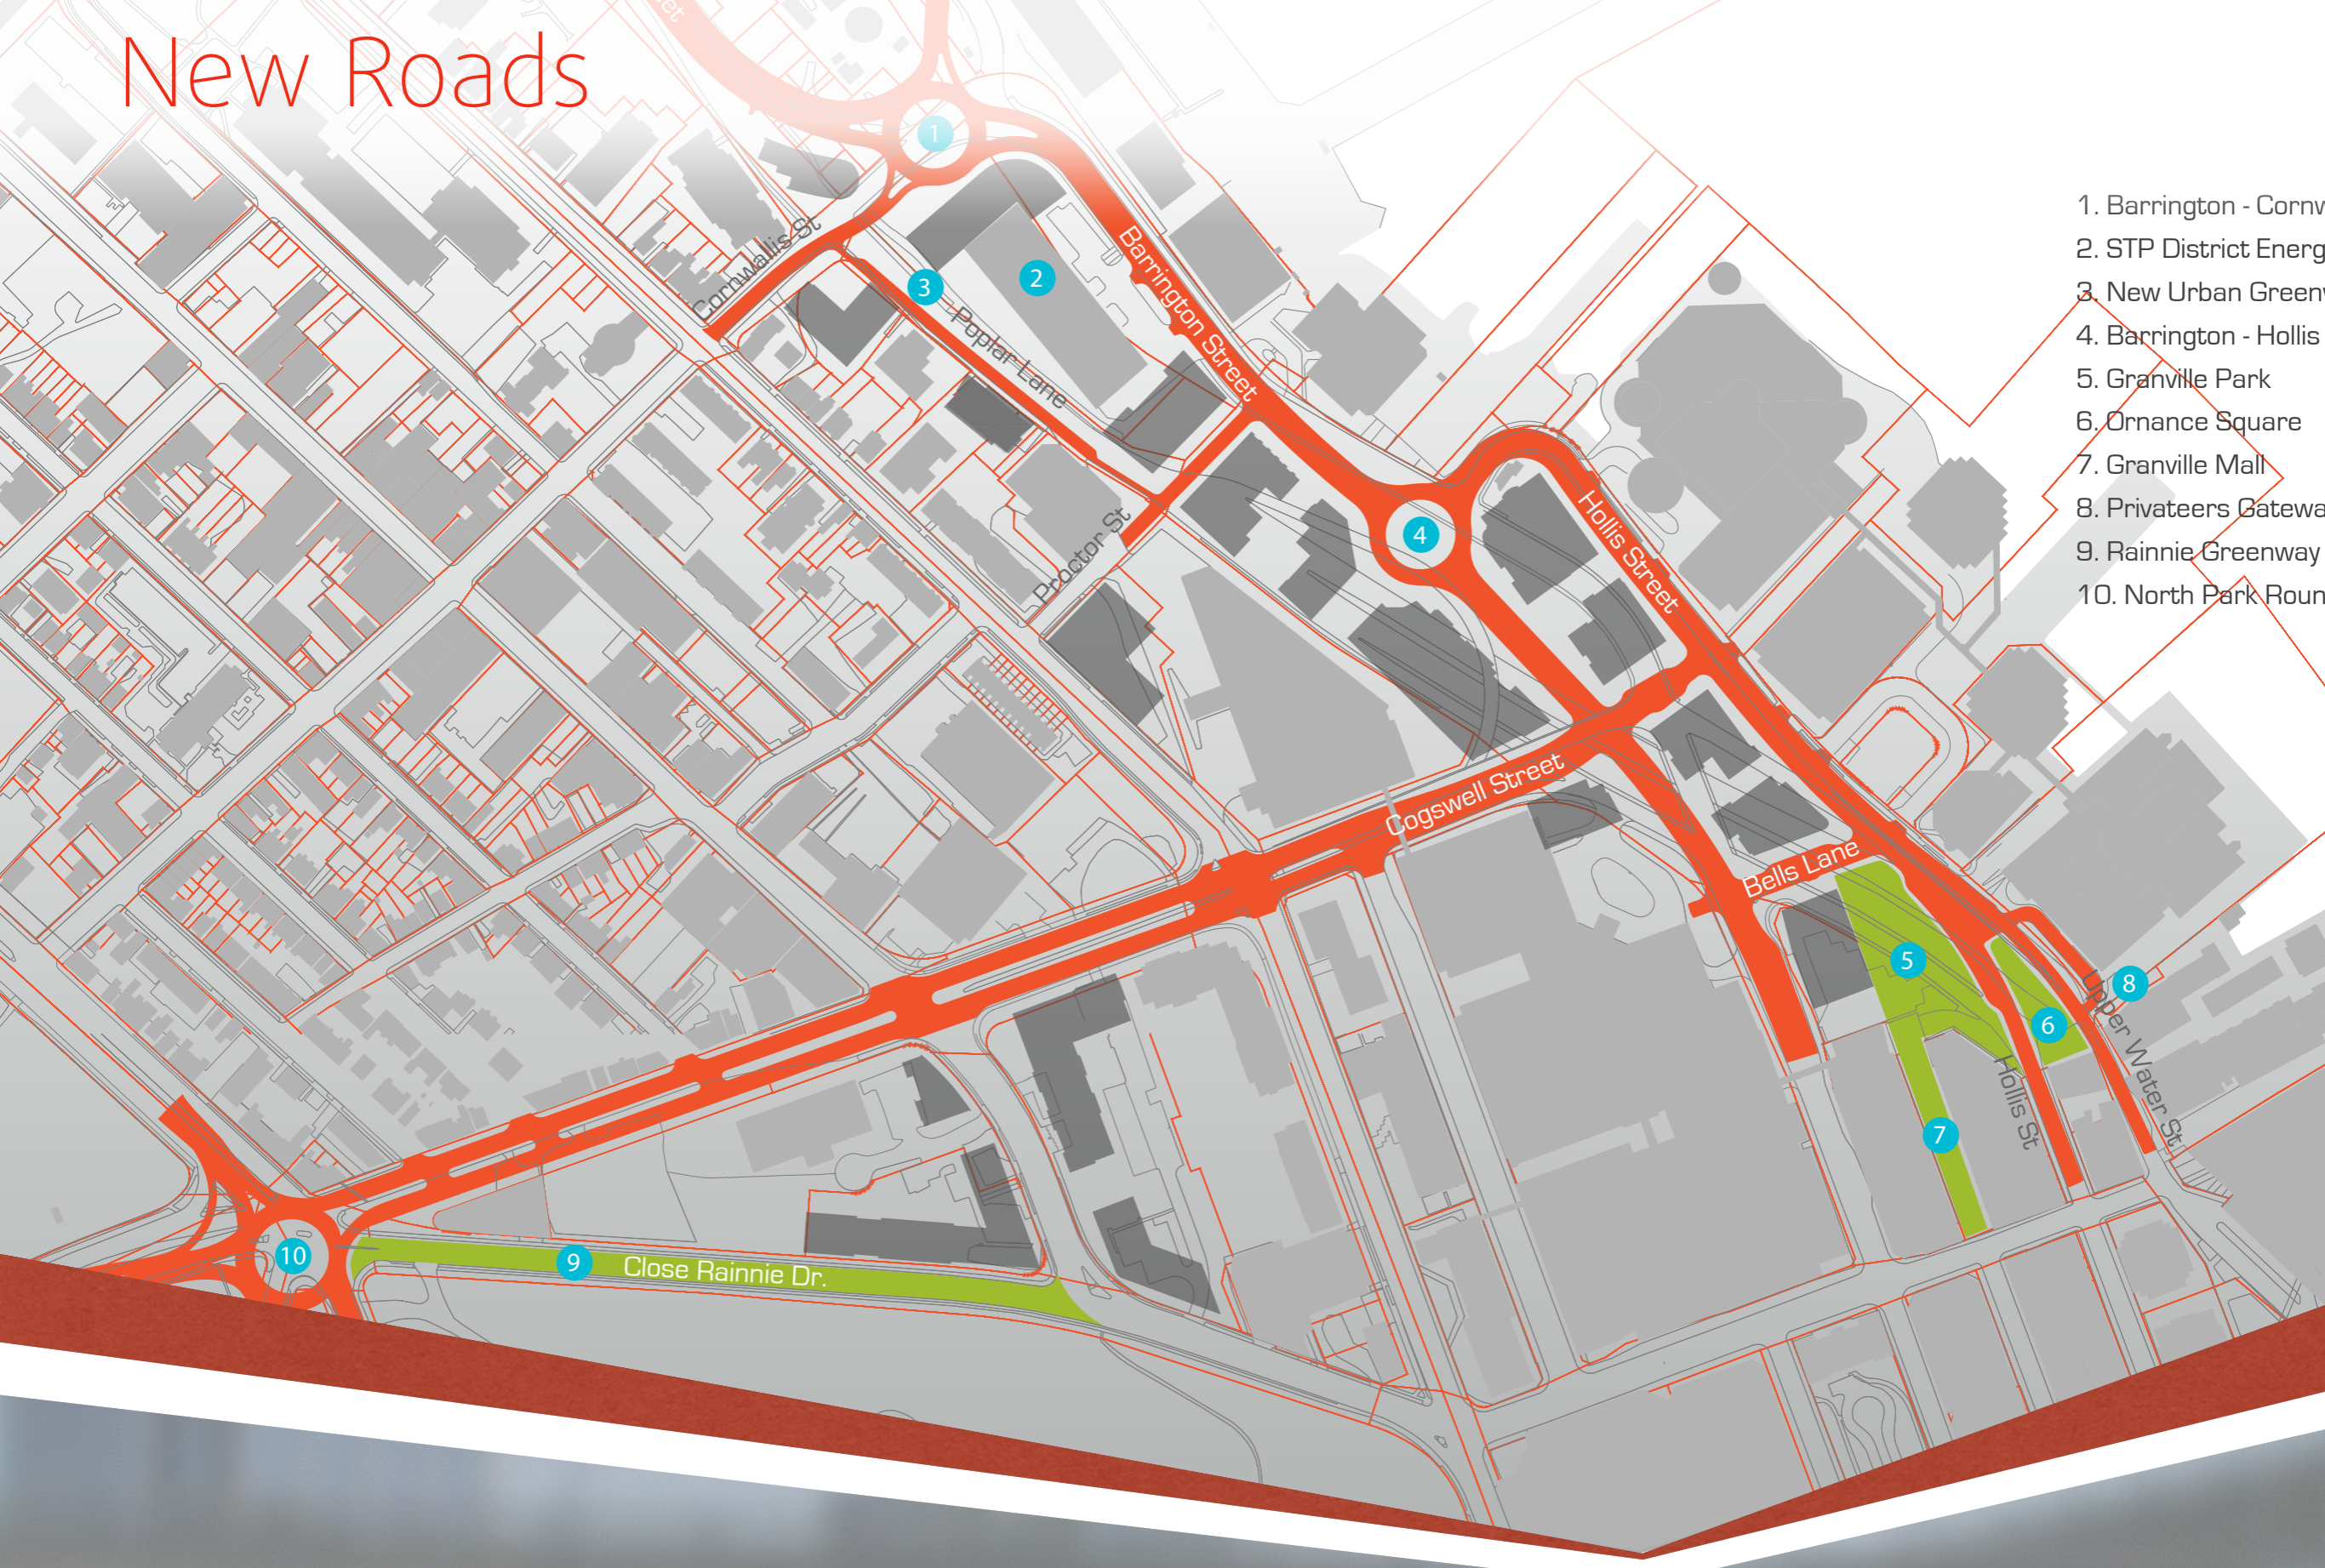 New Roads
1. Barrington - Cornw
2. STP District Energ
3. New Urban Greenw
4. Barrington - Hollis
5. Granville Park
6. Ornance Square
7. Granville Mall
8. Privateers Gatewa
9. Rainnie Greenway
10. North Park Roun
et
1
Cornwallis St
Barrington Street
3
2
Poplar Lane
Proctor St
4
Hollis Street
Cogswell Street
Bells Lane
5
8
6
Upper Water St
Hollis St
7
10
9
Close Rainnie Dr.